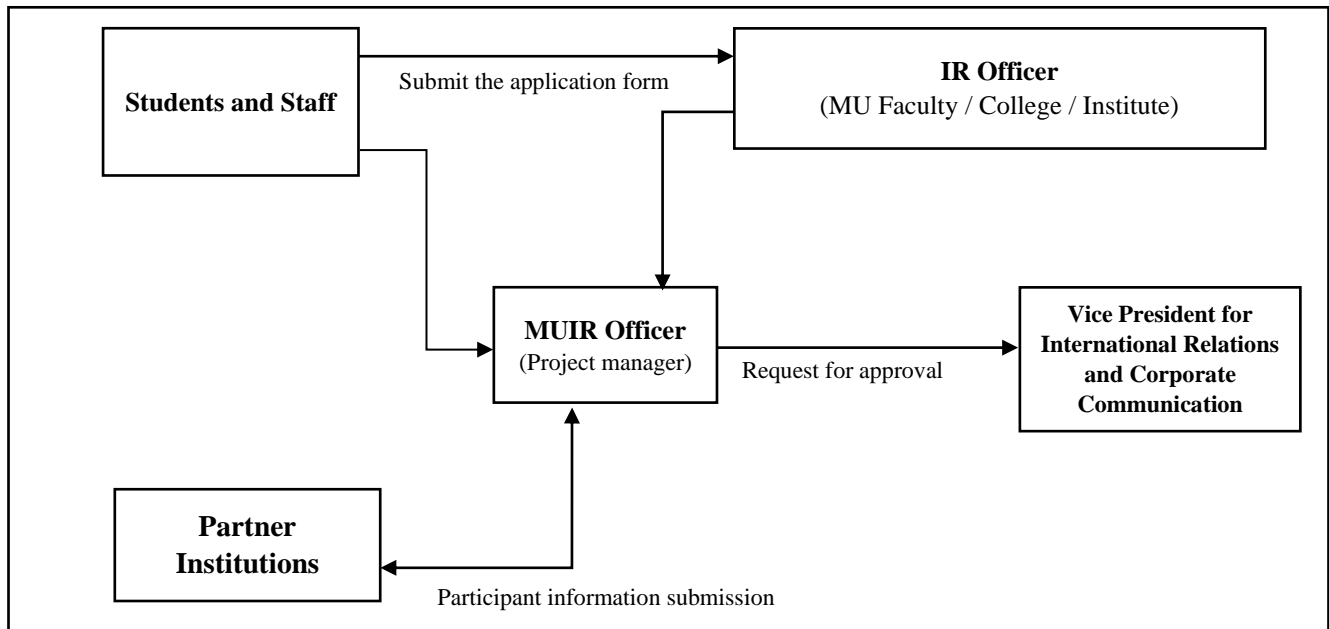 Students and Staff
Submit the application form
IR Officer
(MU Faculty / College / Institute)
MUIR Officer
(Project manager)
Request for approval
Vice President for
International Relations
and Corporate
Communication
Partner
Institutions
Participant information submission